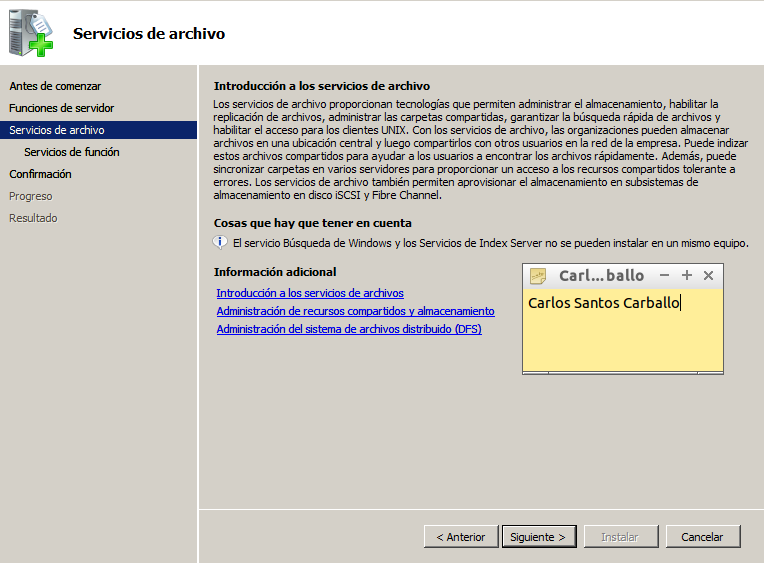 Servicios de archivo
Antes de comenzar
Funciones de servidor
Servicios de archivo
Servicios de función
Confirmación
Progreso
Resultado
Introducción a los servicios de archivo
Los servicios de archivo proporcionan tecnologías que permiten administrar el almacenamiento, habilitar la
replicación de archivos, administrar las carpetas compartidas, garantizar la búsqueda rápida de archivos y
habilitar el acceso para los clientes UNIX. Con los servicios de archivo, las organizaciones pueden almacenar
archivos en una ubicación central y luego compartirlos con otros usuarios en la red de la empresa. Puede indizar
estos archivos compartidos para ayudar a los usuarios a encontrar los archivos rápidamente. Además, puede
sincronizar carpetas en varios servidores para proporcionar un acceso a los recursos compartidos tolerante a
errores. Los servicios de archivo también permiten aprovisionar el almacenamiento en subsistemas de
almacenamiento en disco iSCSI y Fibre Channel.
Cosas que hay que tener en cuenta
El servicio Búsqueda de Windows y los Servicios de Index Server no se pueden instalar en un mismo equipo.
Información adicional
Introducción a los servicios de archivos
Administración de recursos compartidos y almacenamiento
Administración del sistema de archivos distribuido (DFS)
Carl...ballo
Carlos Santos Carballo
< Anterior
Siguiente >
Instalar
Cancelar